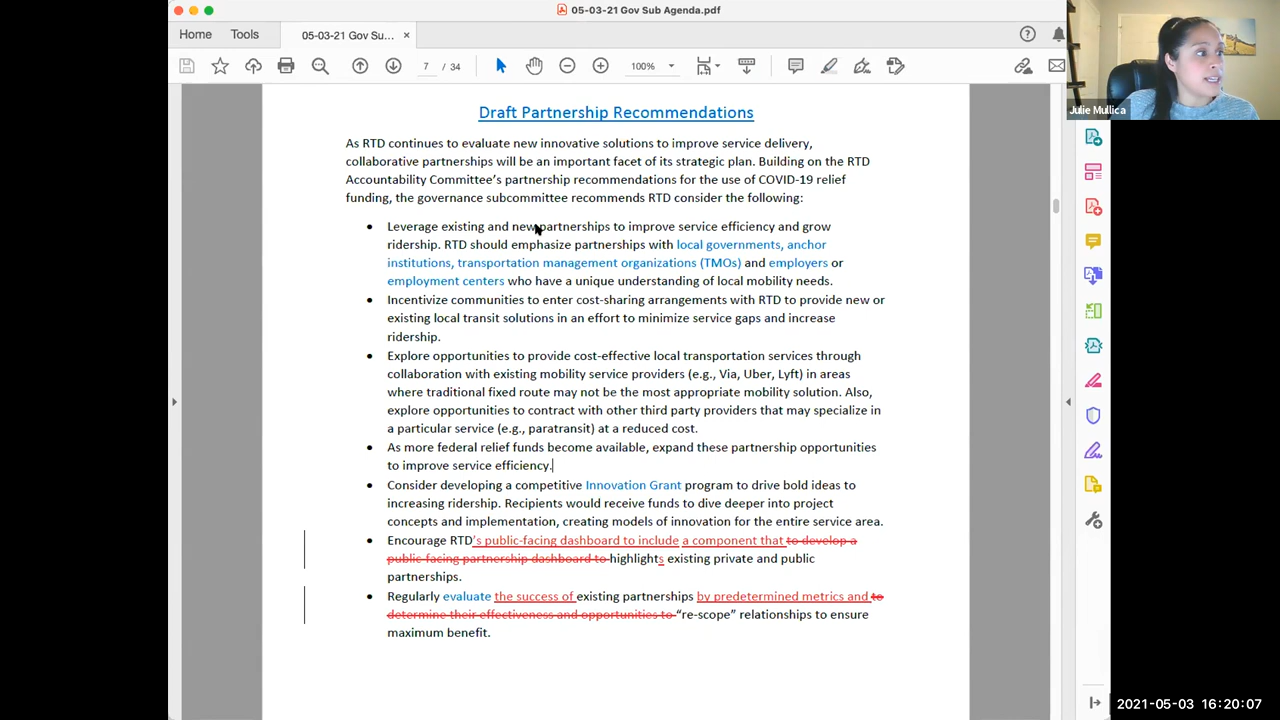 05-03-21 Gov Sub Agenda.pdf
Home Tools 05-03-21 Gov Su... ×
7 / 34 100%
Julie Mullica
Draft Partnership Recommendations
As RTD continues to evaluate new innovative solutions to improve service delivery,
collaborative partnerships will be an important facet of its strategic plan. Building on the RTD
Accountability Committee's partnership recommendations for the use of COVID-19 relief
funding, the governance subcommittee recommends RTD consider the following:
• Leverage existing and new partnerships to improve service efficiency and grow
ridership. RTD should emphasize partnerships with local governments, anchor
institutions, transportation management organizations (TMOs) and employers or
employment centers who have a unique understanding of local mobility needs.
• Incentivize communities to enter cost-sharing arrangements with RTD to provide new or
existing local transit solutions in an effort to minimize service gaps and increase
ridership.
• Explore opportunities to provide cost-effective local transportation services through
collaboration with existing mobility service providers (e.g., Via, Uber, Lyft) in areas
where traditional fixed route may not be the most appropriate mobility solution. Also,
explore opportunities to contract with other third party providers that may specialize in
a particular service (e.g., paratransit) at a reduced cost.
• As more federal relief funds become available, expand these partnership opportunities
to improve service efficiency.
• Consider developing a competitive Innovation Grant program to drive bold ideas to
increasing ridership. Recipients would receive funds to dive deeper into project
concepts and implementation, creating models of innovation for the entire service area.
• Encourage RTD's public-facing dashboard to include a component that to develop a
public-facing partnership dashboard to highlights existing private and public
partnerships.
• Regularly evaluate the success of existing partnerships by predetermined metrics and to
determine their effectiveness and opportunities to "re-scope" relationships to ensure
maximum benefit.
2021-05-03 16:20:07